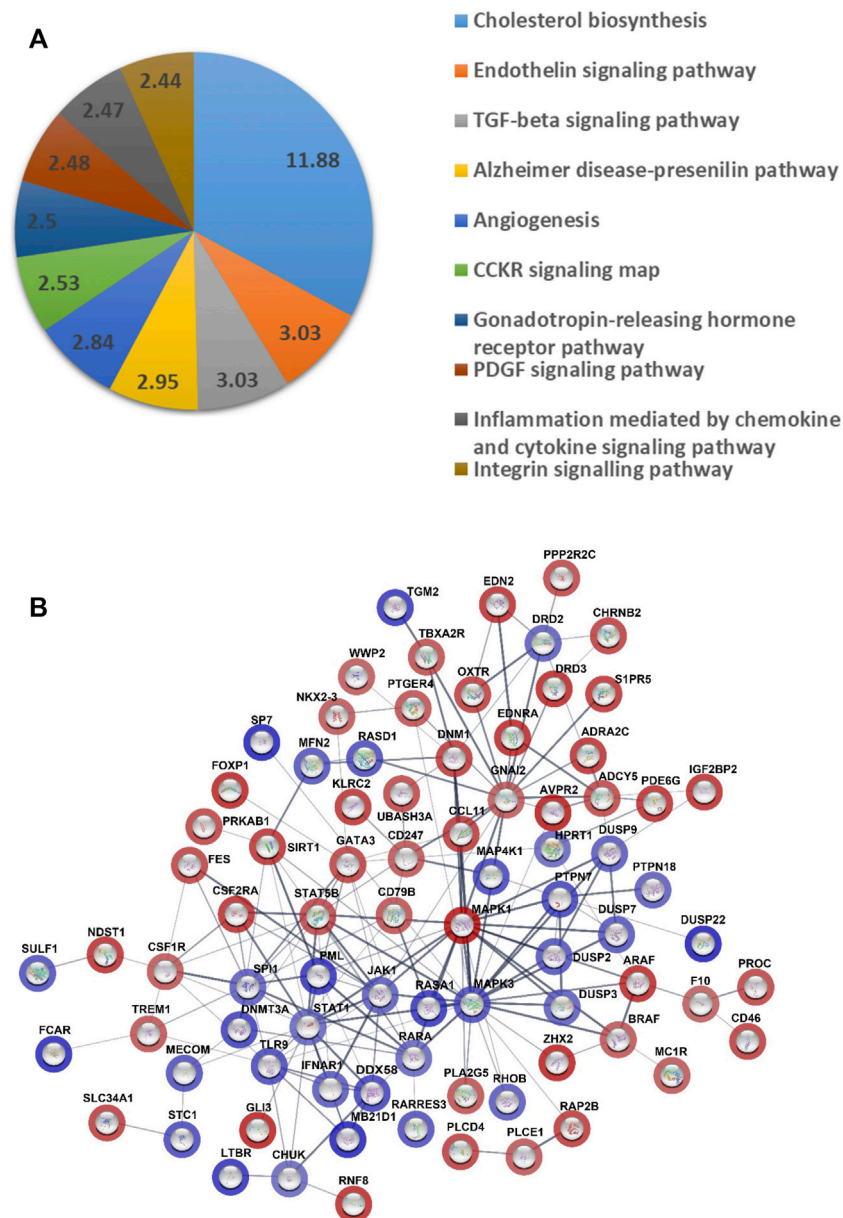 A
11.88
3.03
3.03
2.95
2.84
2.53
2.5
2.48
2.47
2.44
Cholesterol biosynthesis
Endothelin signaling pathway
TGF-beta signaling pathway
Alzheimer disease-presenilin pathway
Angiogenesis
CCKR signaling map
Gonadotropin-releasing hormone
receptor pathway
PDGF signaling pathway
Inflammation mediated by chemokine
and cytokine signaling pathway
Integrin signalling pathway
B
PPP2R2C
EDN2
TGM2
DRD2
CHRNB2
TBXA2R
WWP2
OXTR
DRD3
S1PR5
PTGER4
NKX2-3
EDNRA
SP7
RASD1
DNM1
ADRA2C
MFN2
GNAI2
ADCY5
IGF2BP2
FOXP1
KLRC2
AVPR2
PDE6G
UBASH3A
CCL11
PRKAB1
SIRT1
GATA3
CD247
HPRT1
DUSP9
MAP4K1
FES
PTPN7
PTPN18
CSF2RA
STAT5B
CD79B
MAPK1
DUSP7
DUSP22
NDST1
SULF1
CSF1R
PML
DUSP2
ARAF
SPI1
JAK1
RASA1
MAPK3
F10
PROC
DUSP3
TREM1
DNMT3A
STAT1
BRAF
CD46
FCAR
RARA
ZHX2
MECOM
TLR9
IFNAR1
DDX58
MC1R
PLA2G5
RHOB
SLC34A1
GLI3
RARRES3
STC1
MB21D1
RAP2B
PLCD4
PLCE1
LTBR
CHUK
RNF8